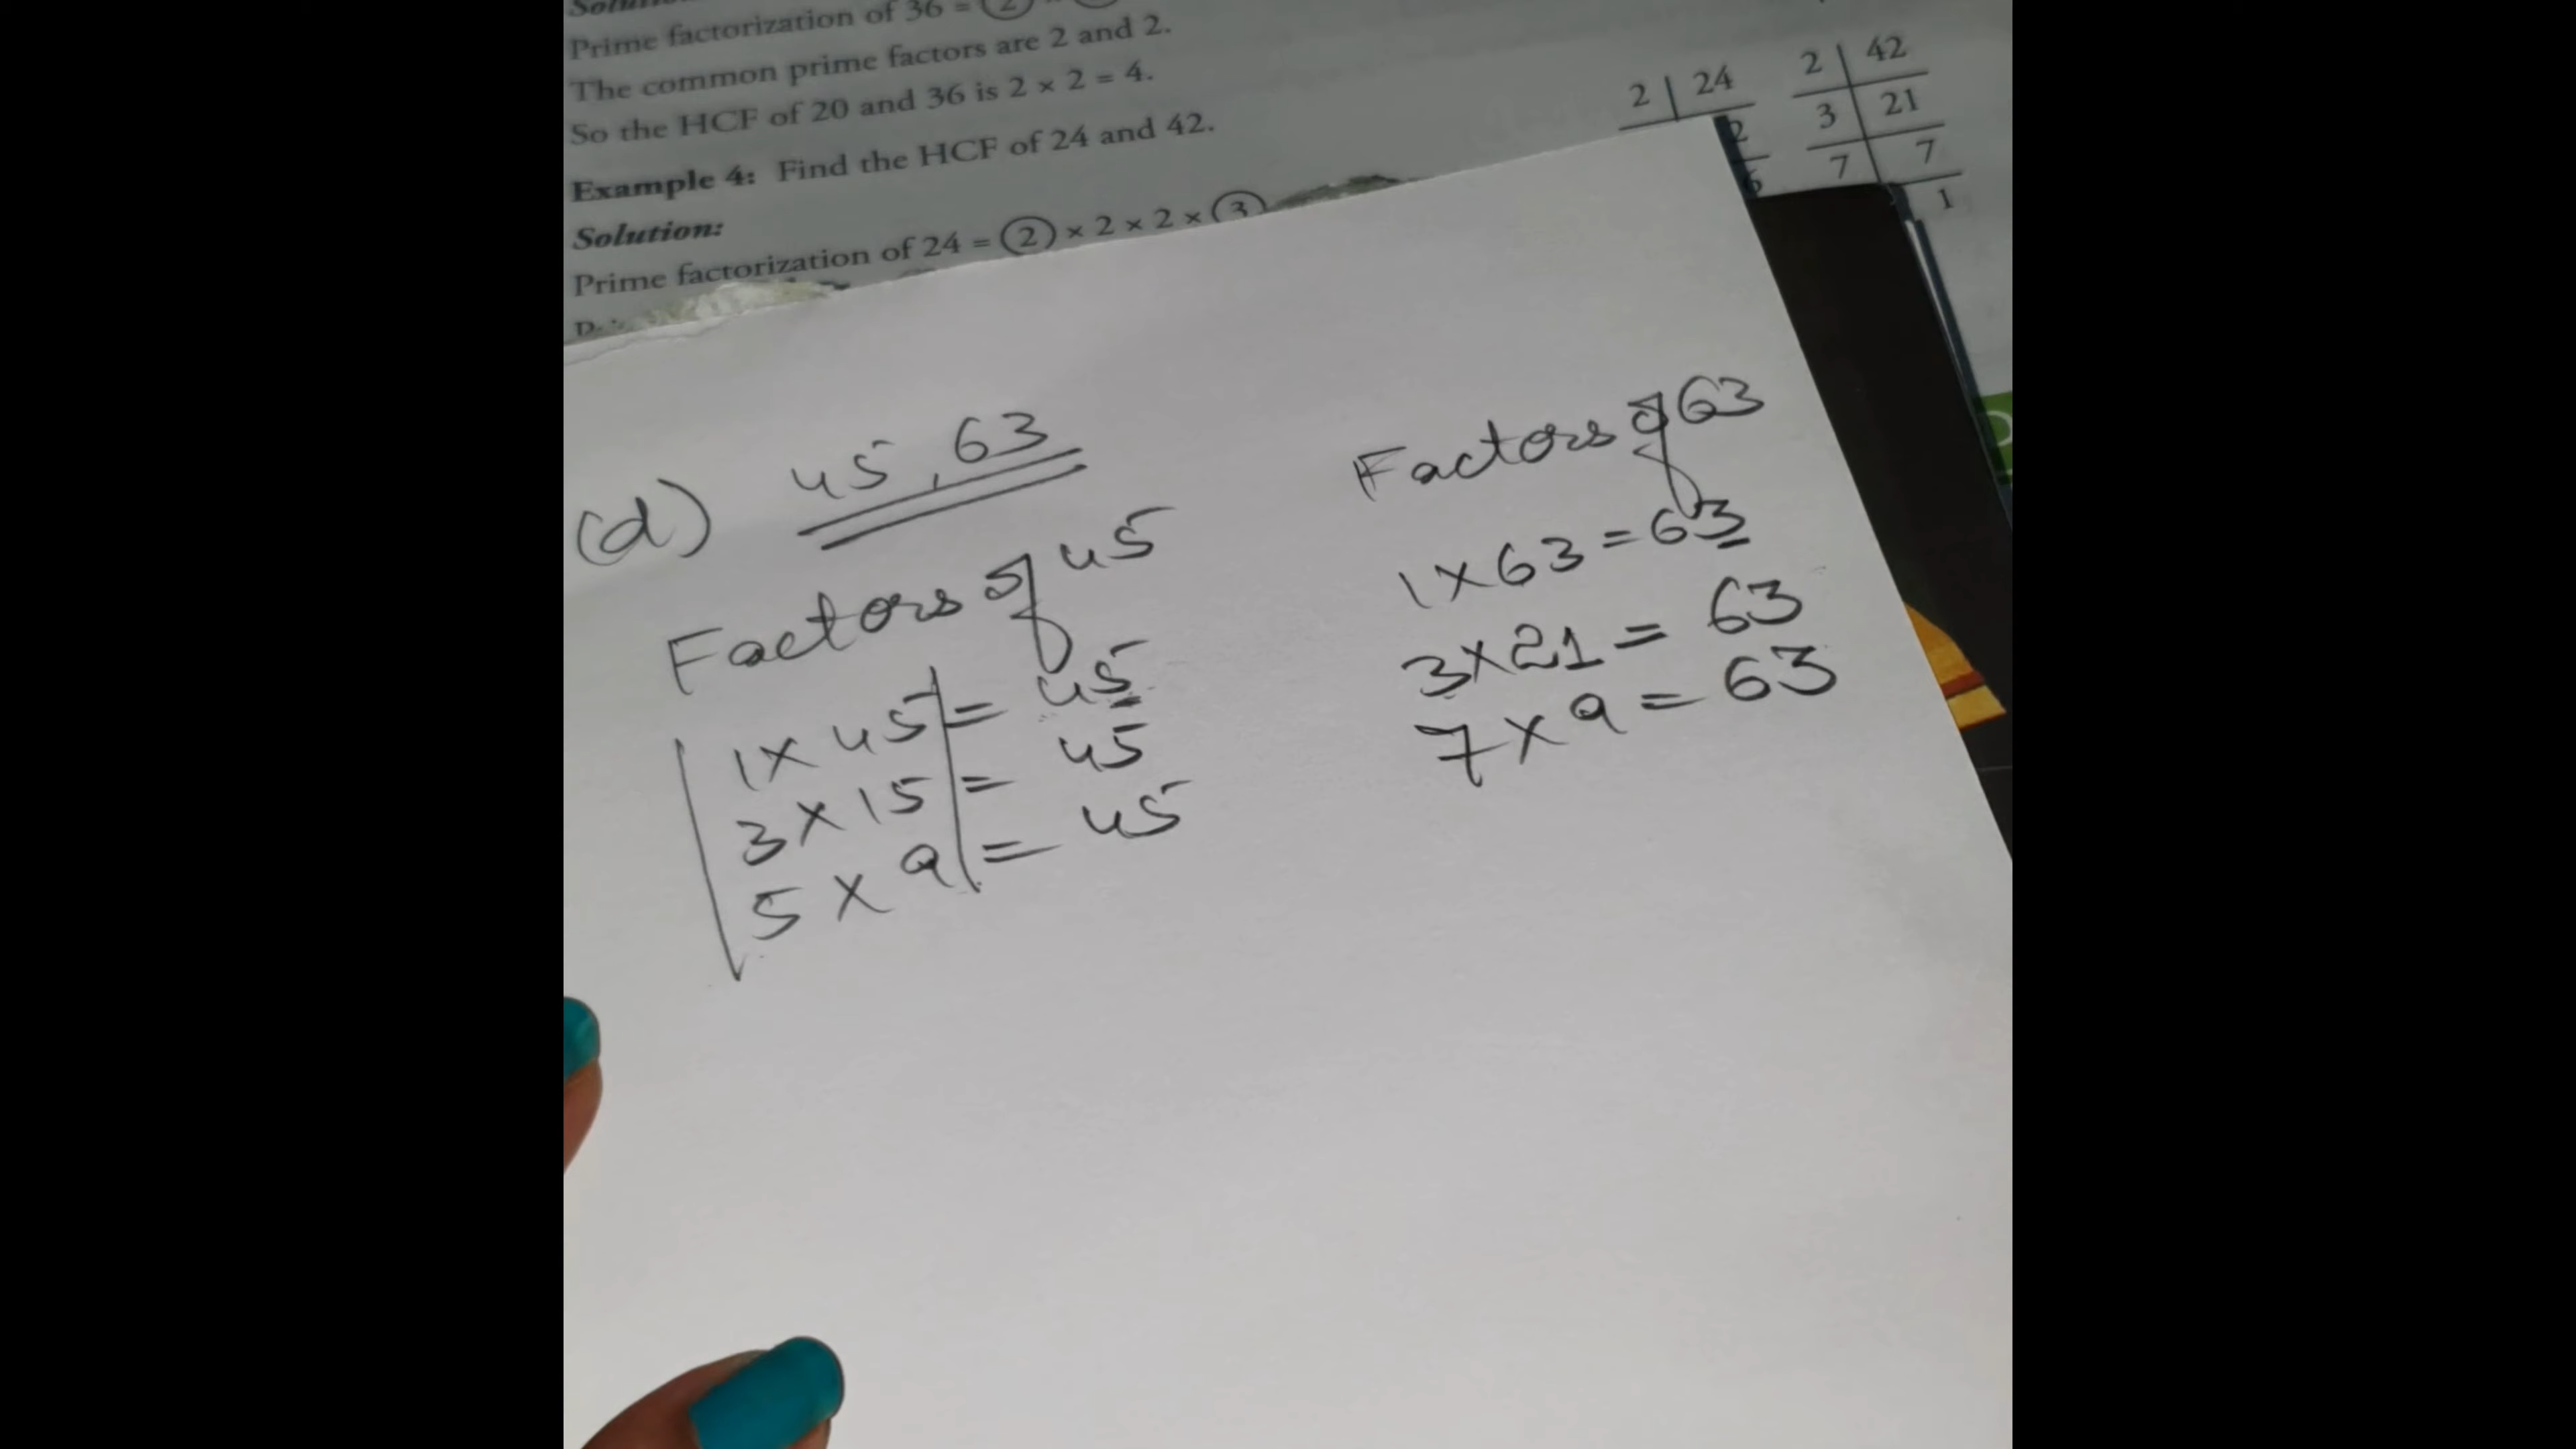 Prime factorization of 36 = 2
The common prime factors are 2 and 2.
So the HCF of 20 and 36 is 2 × 2 = 4.
Example 4: Find the HCF of 24 and 42.
Solution:
Prime factorization of 24 = 2 × 2 × 2 × 3
2 | 24
2 | 42
3 | 21
7 | 7
1
(d) 45, 63
Factors of 45
1 × 45 = 45
3 × 15 = 45
5 × 9 = 45
Factors of 63
1 × 63 = 63
3 × 21 = 63
7 × 9 = 63